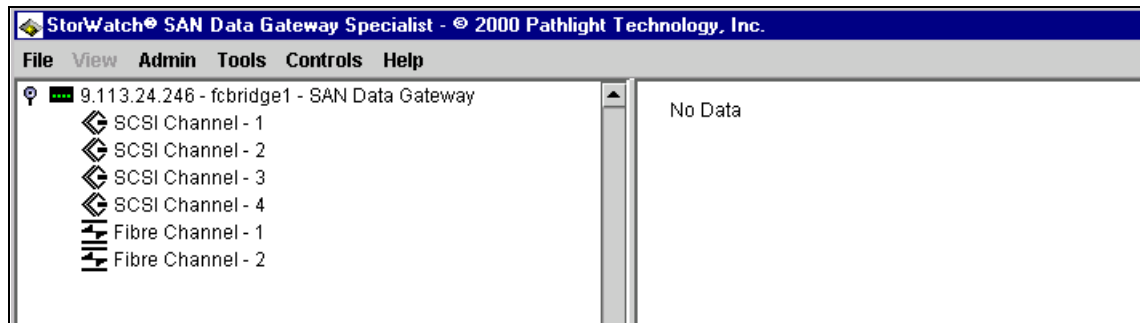 StorWatch® SAN Data Gateway Specialist - © 2000 Pathlight Technology, Inc.
File View Admin Tools Controls Help
9.113.24.246 - fcbridge1 - SAN Data Gateway
SCSI Channel - 1
SCSI Channel - 2
SCSI Channel - 3
SCSI Channel - 4
Fibre Channel - 1
Fibre Channel - 2
No Data